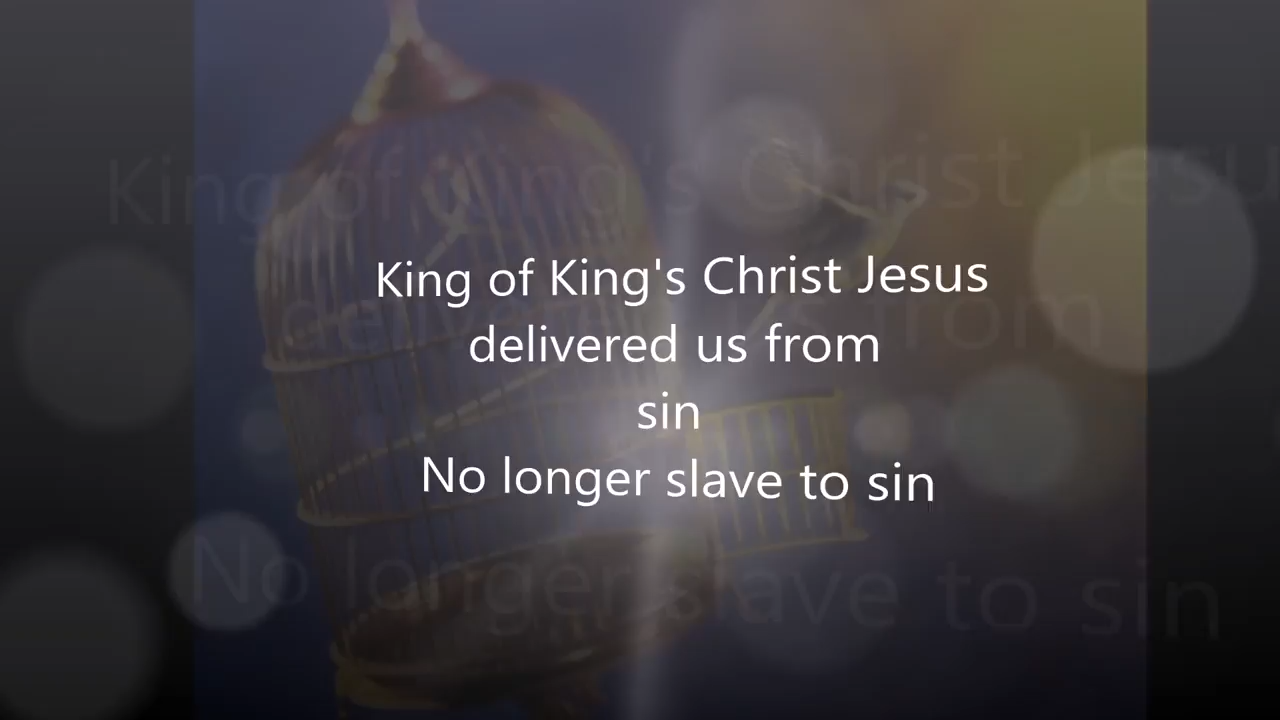 King of King's Christ Jesus
delivered us from
sin
No longer slave to sin